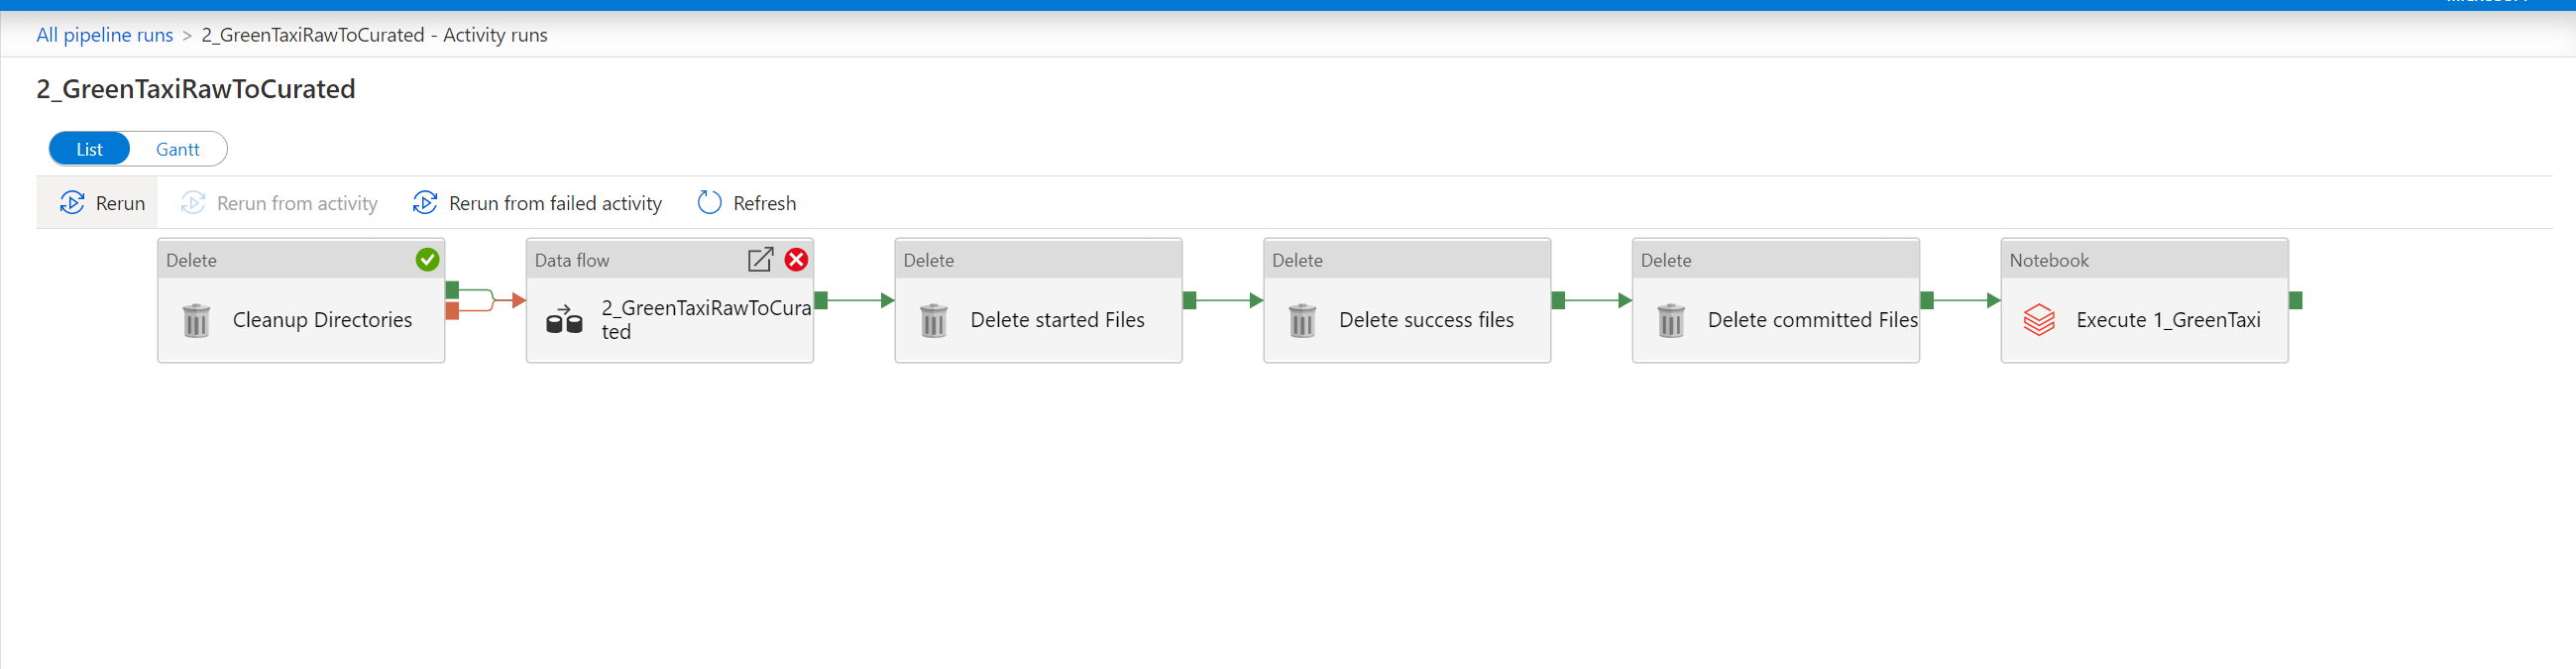 All pipeline runs > 2_GreenTaxiRawToCurated - Activity runs
2_GreenTaxiRawToCurated
List Gantt
Rerun Rerun from activity Rerun from failed activity Refresh
Delete
Cleanup Directories
Data flow
2_GreenTaxiRawToCura
ted
Delete
Delete started Files
Delete
Delete success files
Delete
Delete committed Files
Notebook
Execute 1_GreenTaxi